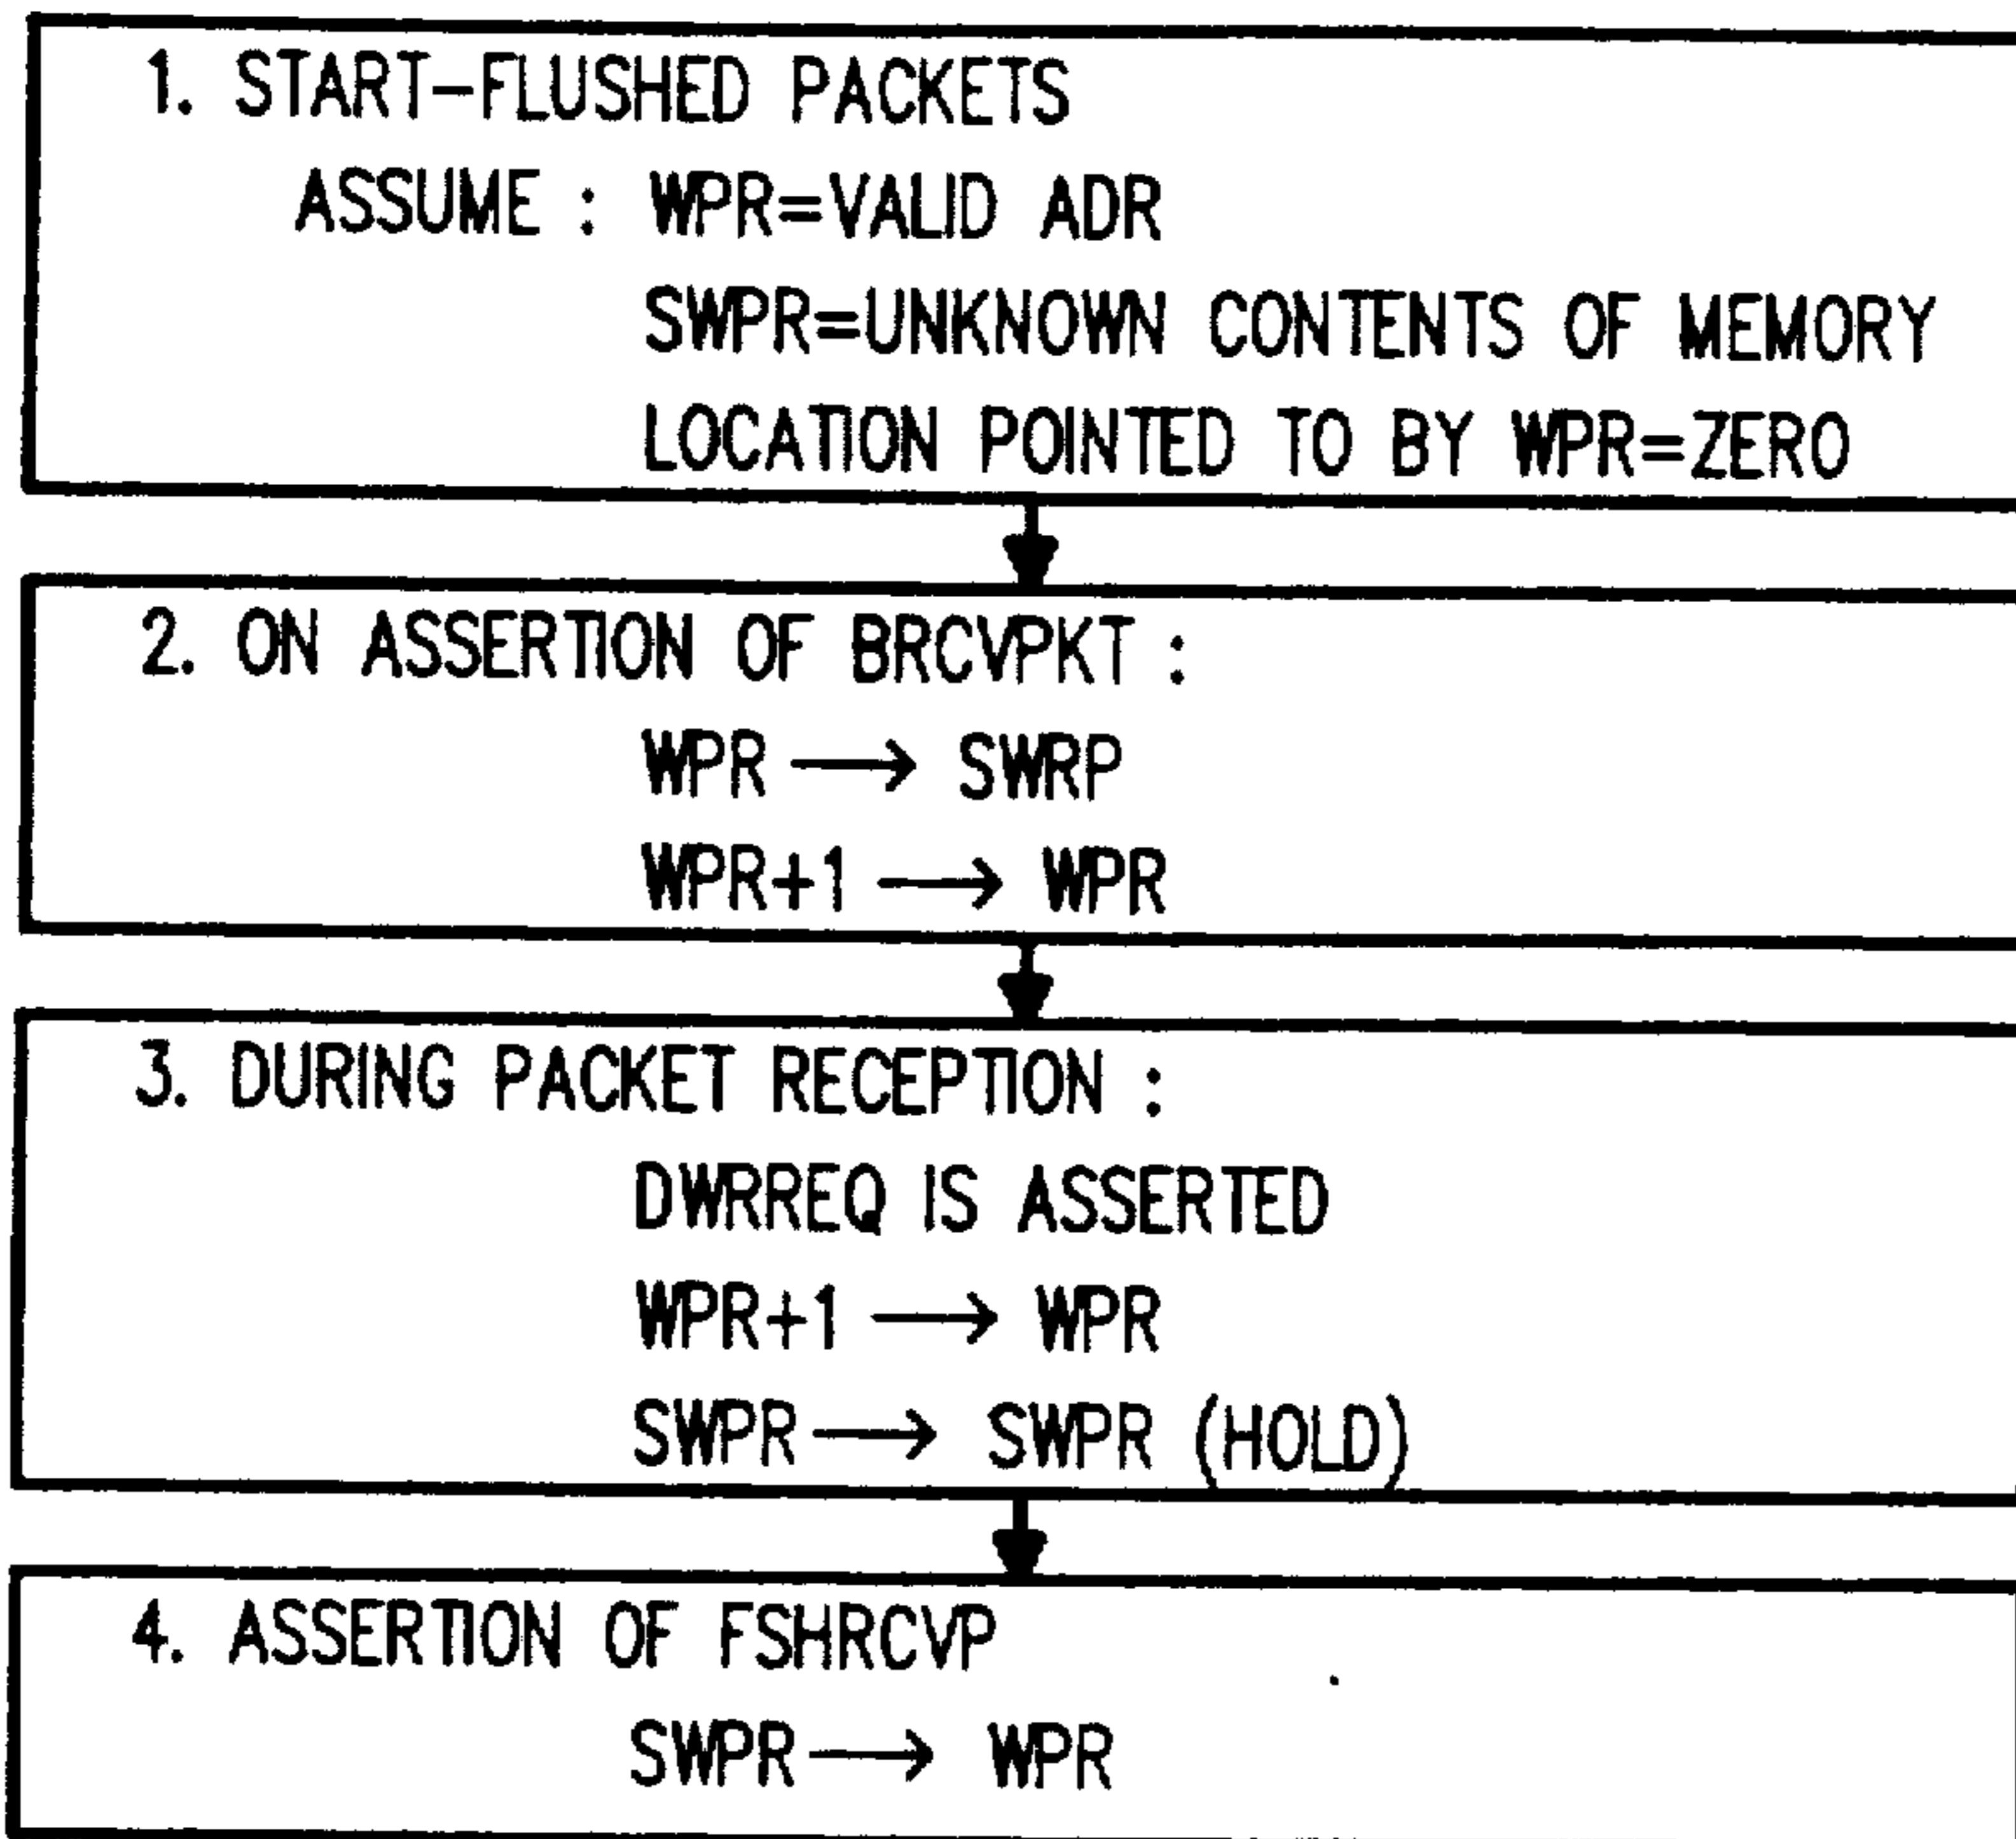 1. START-FLUSHED PACKETS
ASSUME : WPR=VALID ADR
SWPR=UNKNOWN CONTENTS OF MEMORY
LOCATION POINTED TO BY WPR=ZERO
2. ON ASSERTION OF BRCVPKT :
WPR → SWRP
WPR+1 → WPR
3. DURING PACKET RECEPTION :
DWRREQ IS ASSERTED
WPR+1 → WPR
SWPR → SWPR (HOLD)
4. ASSERTION OF FSHRCVP
SWPR → WPR